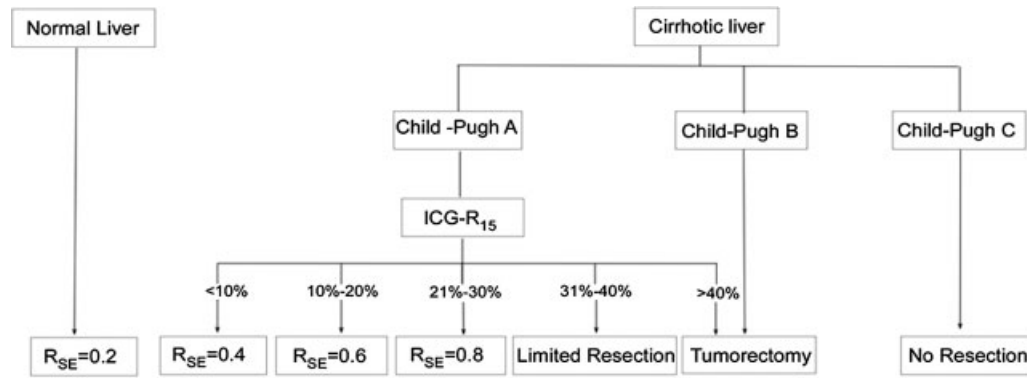 Normal Liver
Cirrhotic liver
Child -Pugh A
Child-Pugh B
Child-Pugh C
ICG-R15
<10%
10%-20%
21%-30%
31%-40%
>40%
RSE=0.2
RSE=0.4
RSE=0.6
RSE=0.8
Limited Resection
Tumorectomy
No Resection